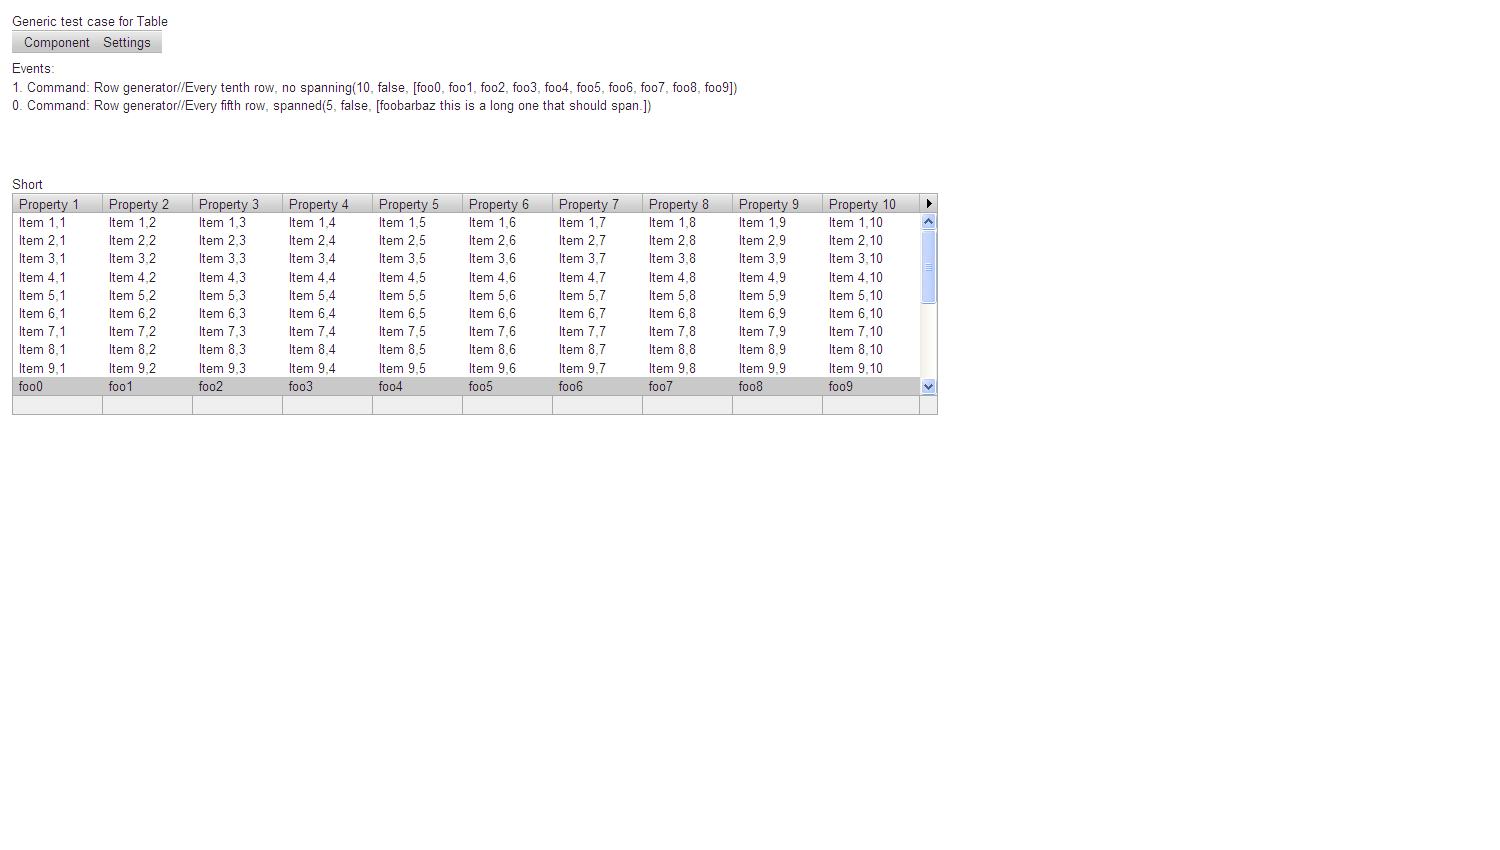 Generic test case for Table
Component Settings
Events:
1. Command: Row generator//Every tenth row, no spanning(10, false, [foo0, foo1, foo2, foo3, foo4, foo5, foo6, foo7, foo8, foo9])
0. Command: Row generator//Every fifth row, spanned(5, false, [foobarbaz this is a long one that should span.])
Short
Property 1 Property 2 Property 3 Property 4 Property 5 Property 6 Property 7 Property 8 Property 9 Property 10
Item 1,1 Item 1,2 Item 1,3 Item 1,4 Item 1,5 Item 1,6 Item 1,7 Item 1,8 Item 1,9 Item 1,10
Item 2,1 Item 2,2 Item 2,3 Item 2,4 Item 2,5 Item 2,6 Item 2,7 Item 2,8 Item 2,9 Item 2,10
Item 3,1 Item 3,2 Item 3,3 Item 3,4 Item 3,5 Item 3,6 Item 3,7 Item 3,8 Item 3,9 Item 3,10
Item 4,1 Item 4,2 Item 4,3 Item 4,4 Item 4,5 Item 4,6 Item 4,7 Item 4,8 Item 4,9 Item 4,10
Item 5,1 Item 5,2 Item 5,3 Item 5,4 Item 5,5 Item 5,6 Item 5,7 Item 5,8 Item 5,9 Item 5,10
Item 6,1 Item 6,2 Item 6,3 Item 6,4 Item 6,5 Item 6,6 Item 6,7 Item 6,8 Item 6,9 Item 6,10
Item 7,1 Item 7,2 Item 7,3 Item 7,4 Item 7,5 Item 7,6 Item 7,7 Item 7,8 Item 7,9 Item 7,10
Item 8,1 Item 8,2 Item 8,3 Item 8,4 Item 8,5 Item 8,6 Item 8,7 Item 8,8 Item 8,9 Item 8,10
Item 9,1 Item 9,2 Item 9,3 Item 9,4 Item 9,5 Item 9,6 Item 9,7 Item 9,8 Item 9,9 Item 9,10
foo0 foo1 foo2 foo3 foo4 foo5 foo6 foo7 foo8 foo9